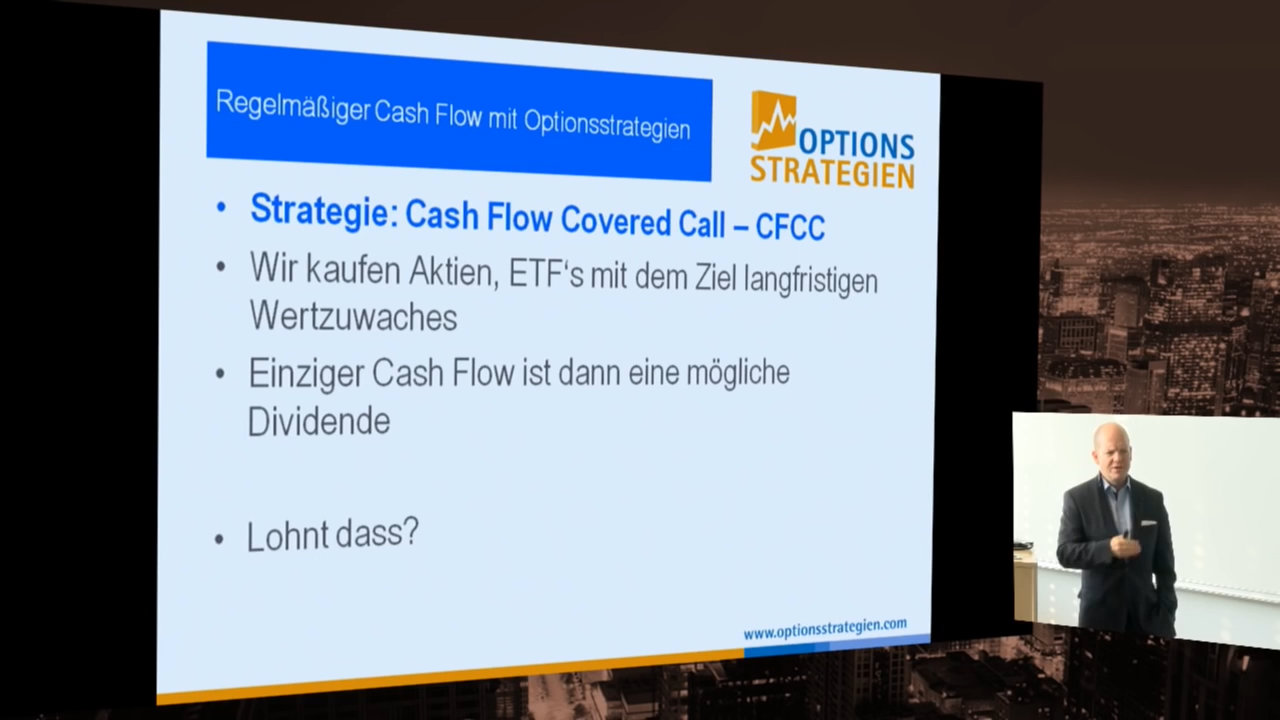 Regelmäßiger Cash Flow mit Optionsstrategien
OPTIONS
STRATEGIEN
• Strategie: Cash Flow Covered Call – CFCC
• Wir kaufen Aktien, ETF‘s mit dem Ziel langfristigen
Wertzuwaches
• Einziger Cash Flow ist dann eine mögliche
Dividende
• Lohnt dass?
www.optionsstrategien.com